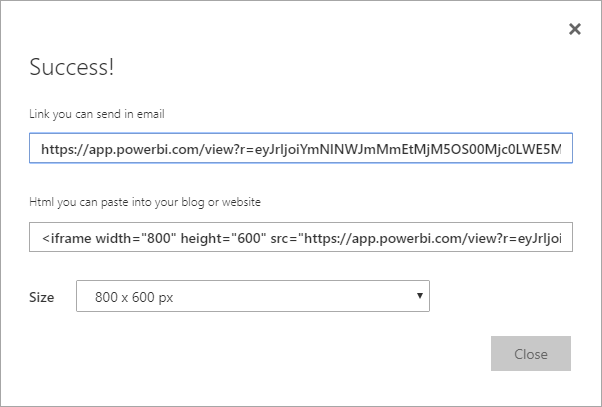 Success!
Link you can send in email
https://app.powerbi.com/view?r=eyJrIjoiYmNlNWJmMmEtMjM5OS00Mjc0LWE5M
Html you can paste into your blog or website
<iframe width="800" height="600" src="https://app.powerbi.com/view?r=eyJrIjoi
Size
800 x 600 px
Close